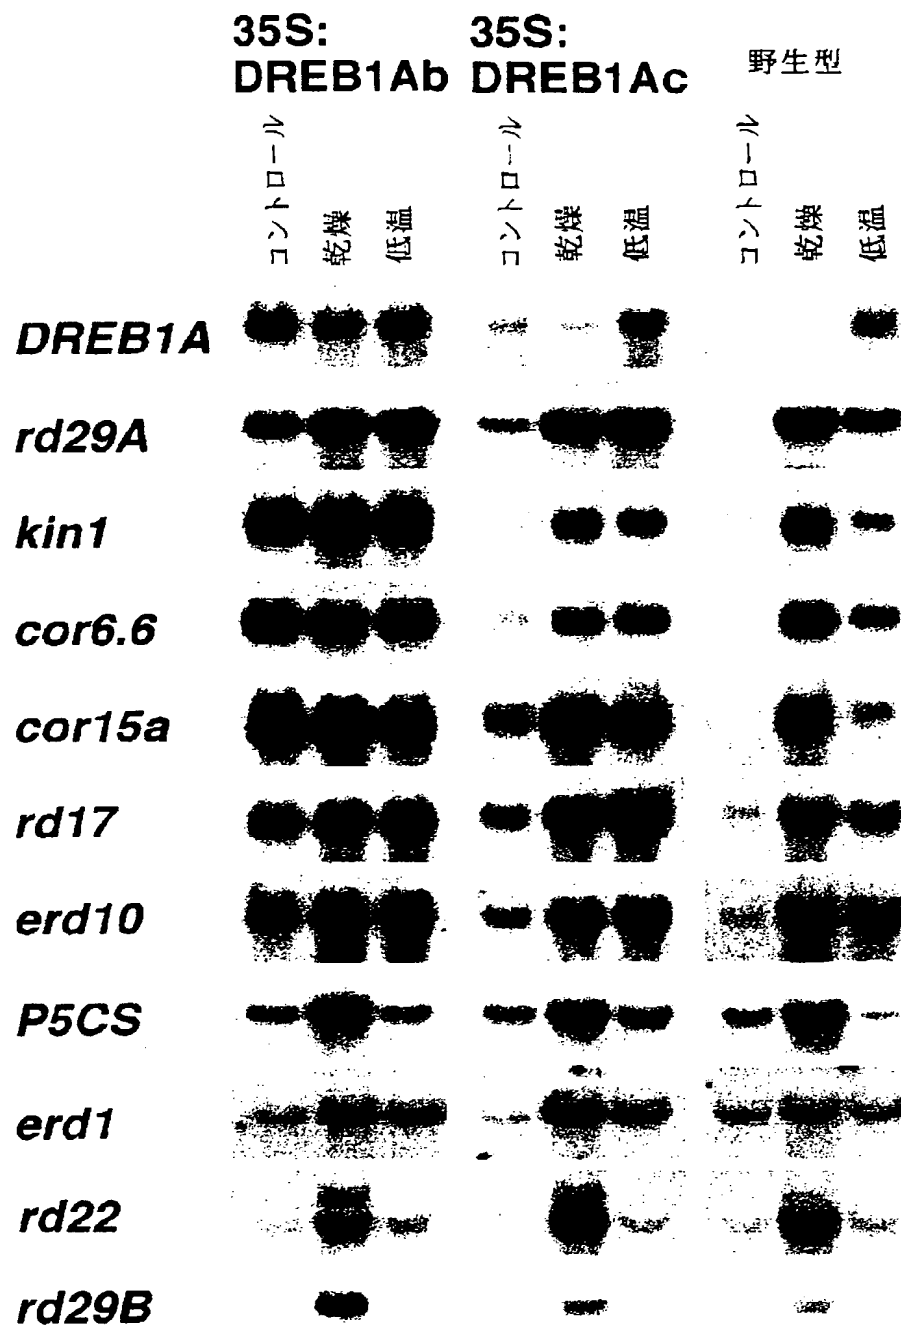 35S:
DREB1Ab
35S:
DREB1Ac
野生型
コントロール
乾燥
低温
コントロール
乾燥
低温
コントロール
乾燥
低温
DREB1A
rd29A
kin1
cor6.6
cor15a
rd17
erd10
P5CS
erd1
rd22
rd29B